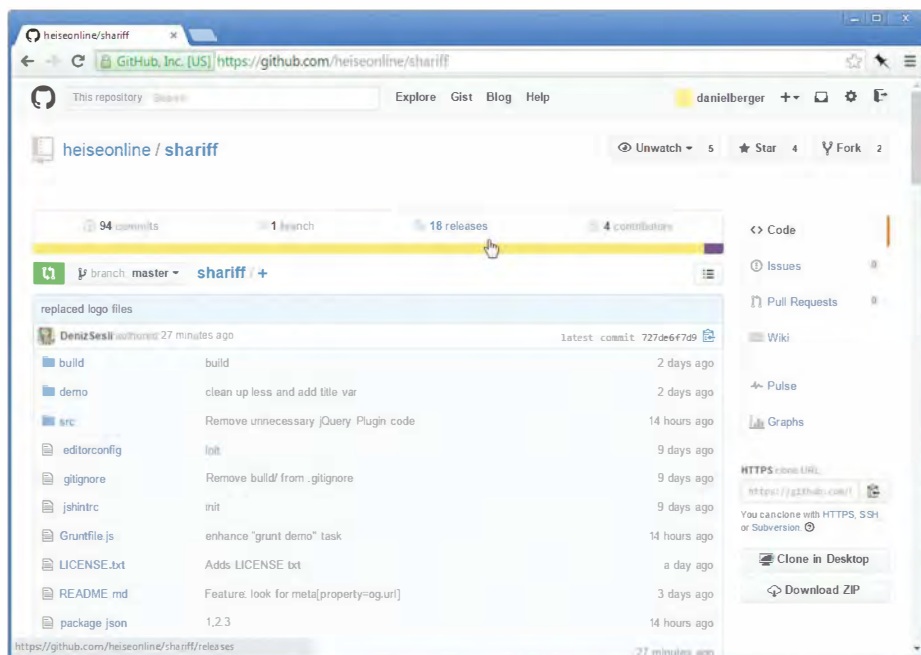 heiseonline/shariff
GitHub, Inc. [US] https://github.com/heiseonline/shariff
This repository Explore Gist Blog Help danielberger
heiseonline / shariff Unwatch 5 Star 4 Fork 2
94 commits 1 branch 18 releases 4 contributors
Code
branch: master shariff / +
Issues 0
replaced logo files
Pull Requests 0
DenizSesli authored 27 minutes ago latest commit 727de6f7d9
Wiki
build build 2 days ago
demo clean up less and add title var 2 days ago
Pulse
src Remove unnecessary jQuery Plugin code 14 hours ago
Graphs
editorconfig Init 9 days ago
gitignore Remove build/ from .gitignore 9 days ago
HTTPS clone URL
https://github.com/
jshintrc init 9 days ago
You can clone with HTTPS, SSH,
or Subversion.
Gruntfile.js enhance "grunt demo" task 14 hours ago
Clone in Desktop
LICENSE.txt Adds LICENSE txt a day ago
Download ZIP
README md Feature: look for meta[property=og:url] 3 days ago
package json 1.2.3 14 hours ago
https://github.com/heiseonline/shariff/releases 27 minutes ago